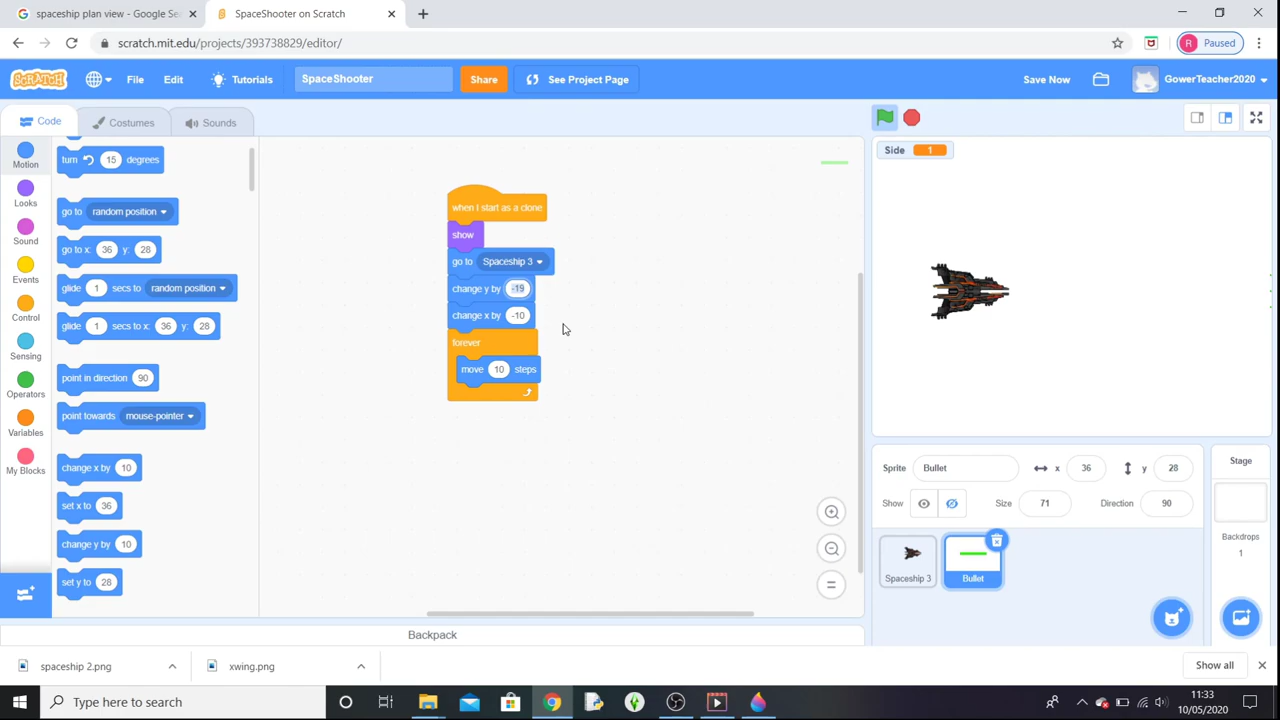 spaceship plan view - Google Se
SpaceShooter on Scratch
scratch.mit.edu/projects/393738829/editor/
R Paused
SCRATCH
File Edit Tutorials SpaceShooter Share See Project Page Save Now GowerTeacher2020
Code Costumes Sounds
Motion
Looks
Sound
Events
Control
Sensing
Operators
Variables
My Blocks
turn 15 degrees
go to random position
go to x: 36 y: 28
glide 1 secs to random position
glide 1 secs to x: 36 y: 28
point in direction 90
point towards mouse-pointer
change x by 10
set x to 36
change y by 10
set y to 28
when I start as a clone
show
go to Spaceship 3
change y by -19
change x by -10
forever
move 10 steps
Side 1
Sprite Bullet x 36 y 28
Show Size 71 Direction 90
Spaceship 3
Bullet
Stage
Backdrops
1
Backpack
spaceship 2.png
xwing.png
Show all
Type here to search
11:33
10/05/2020